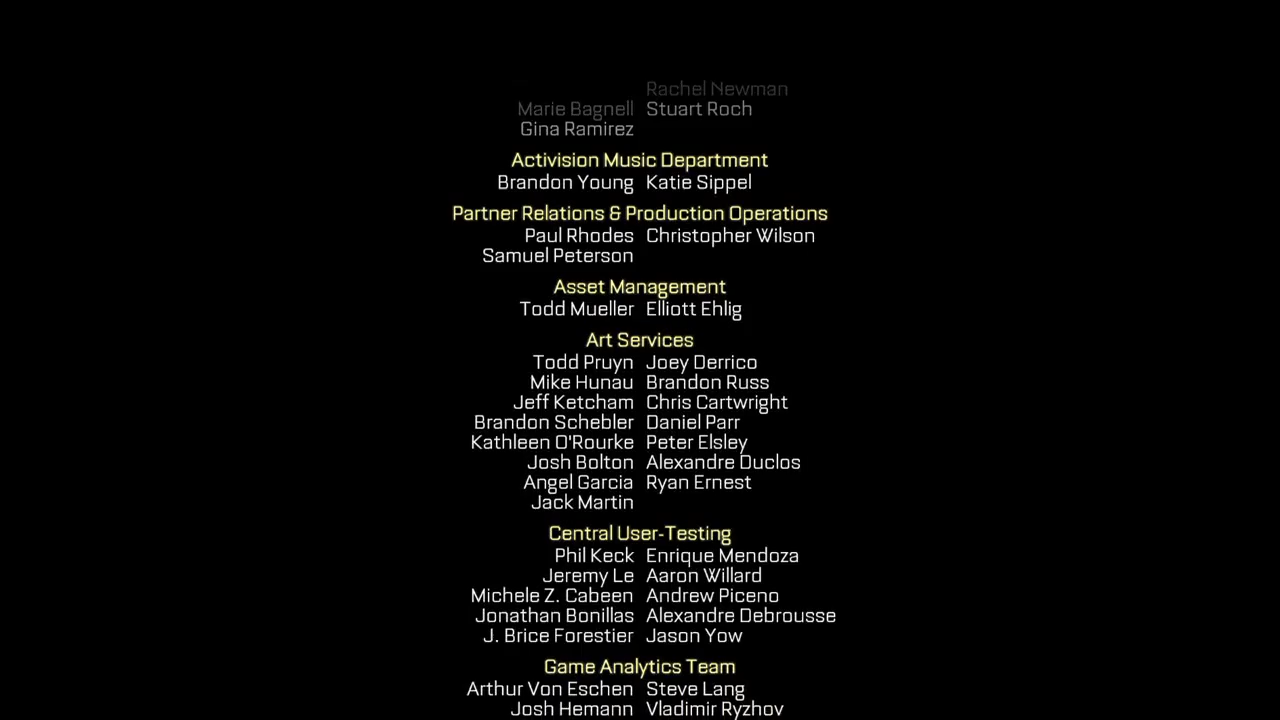 Rachel Newman
Marie Bagnell Stuart Roch
Gina Ramirez
Activision Music Department
Brandon Young Katie Sippel
Partner Relations & Production Operations
Paul Rhodes Christopher Wilson
Samuel Peterson
Asset Management
Todd Mueller Elliott Ehlig
Art Services
Todd Pruyn Joey Derrico
Mike Hunau Brandon Russ
Jeff Ketcham Chris Cartwright
Brandon Schebler Daniel Parr
Kathleen O'Rourke Peter Elsley
Josh Bolton Alexandre Duclos
Angel Garcia Ryan Ernest
Jack Martin
Central User-Testing
Phil Keck Enrique Mendoza
Jeremy Le Aaron Willard
Michele Z. Cabeen Andrew Piceno
Jonathan Bonillas Alexandre Debrousse
J. Brice Forestier Jason Yow
Game Analytics Team
Arthur Von Eschen Steve Lang
Josh Hemann Vladimir Ryzhov